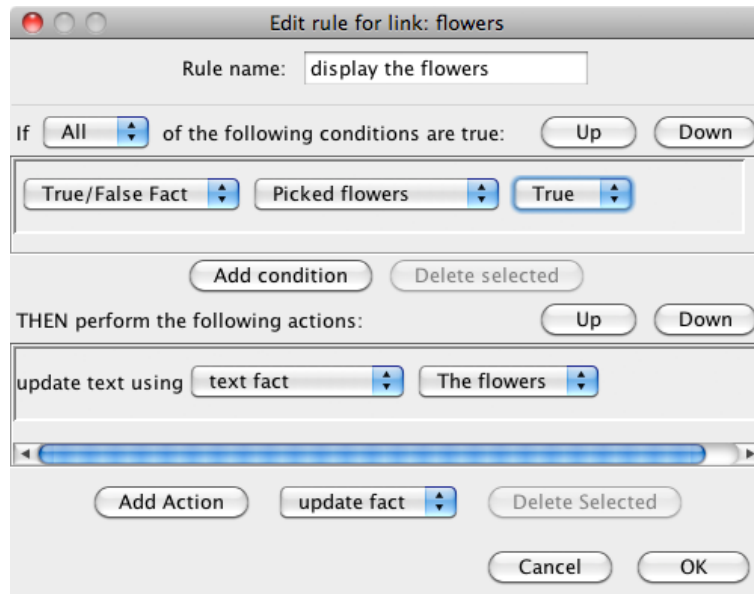 Edit rule for link: flowers
Rule name: display the flowers
If All of the following conditions are true: Up Down
True/False Fact Picked flowers True
Add condition Delete selected
THEN perform the following actions: Up Down
update text using text fact The flowers
Add Action update fact Delete Selected
Cancel OK